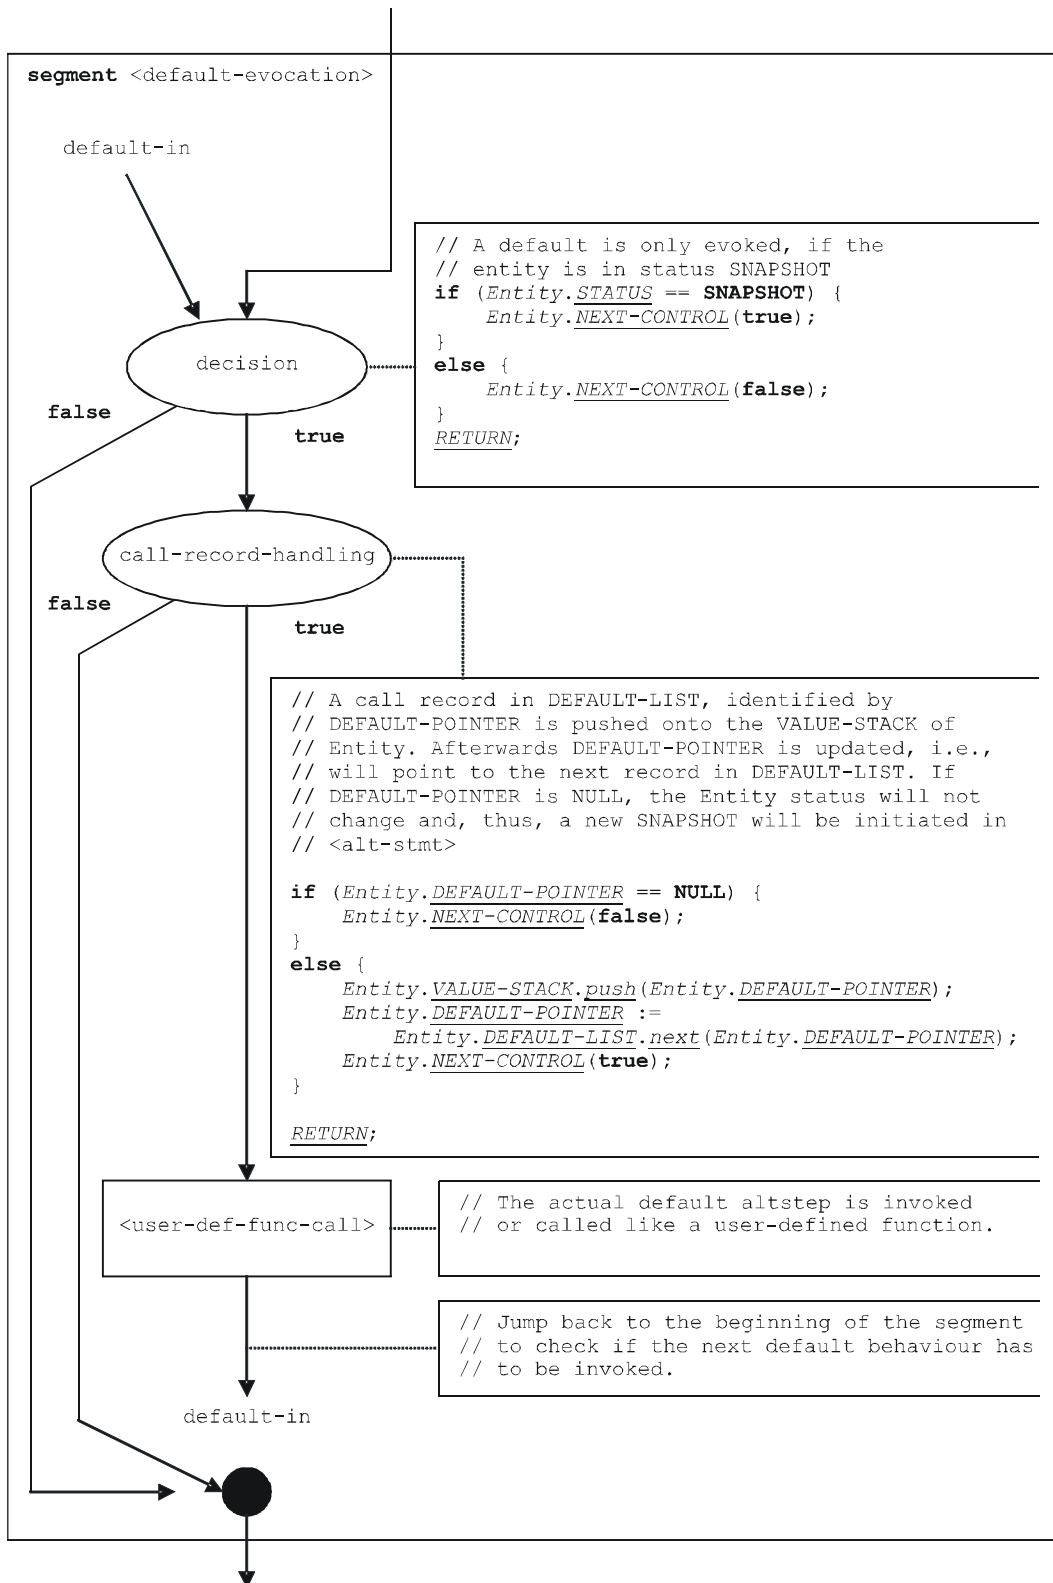 segment <default-evocation>
default-in
// A default is only evoked, if the
// entity is in status SNAPSHOT
if (Entity.STATUS == SNAPSHOT) {
Entity.NEXT-CONTROL(true);
}
else {
Entity.NEXT-CONTROL(false);
}
RETURN;
decision
false
true
call-record-handling
false
true
// A call record in DEFAULT-LIST, identified by
// DEFAULT-POINTER is pushed onto the VALUE-STACK of
// Entity. Afterwards DEFAULT-POINTER is updated, i.e.,
// will point to the next record in DEFAULT-LIST. If
// DEFAULT-POINTER is NULL, the Entity status will not
// change and, thus, a new SNAPSHOT will be initiated in
// <alt-stmt>
if (Entity.DEFAULT-POINTER == NULL) {
Entity.NEXT-CONTROL(false);
}
else {
Entity.VALUE-STACK.push(Entity.DEFAULT-POINTER);
Entity.DEFAULT-POINTER :=
Entity.DEFAULT-LIST.next(Entity.DEFAULT-POINTER);
Entity.NEXT-CONTROL(true);
}
RETURN;
<user-def-func-call>
// The actual default altstep is invoked
// or called like a user-defined function.
// Jump back to the beginning of the segment
// to check if the next default behaviour has
// to be invoked.
default-in